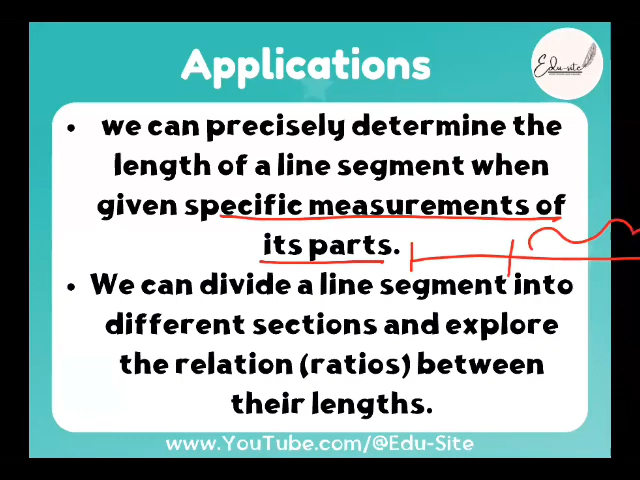 Applications
Edu-site
• we can precisely determine the
length of a line segment when
given specific measurements of
its parts.
• We can divide a line segment into
different sections and explore
the relation (ratios) between
their lengths.
www.YouTube.com/@Edu-Site